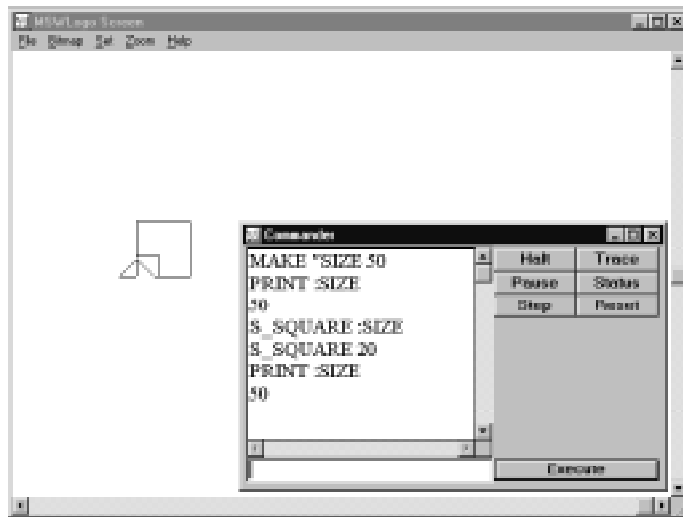 MSWLogo Screen
File Bitmap Set Zoom Help
Commander
MAKE "SIZE 50
PRINT :SIZE
50
S_SQUARE :SIZE
S_SQUARE 20
PRINT :SIZE
50
Halt Trace
Pause Status
Step Reset
Execute